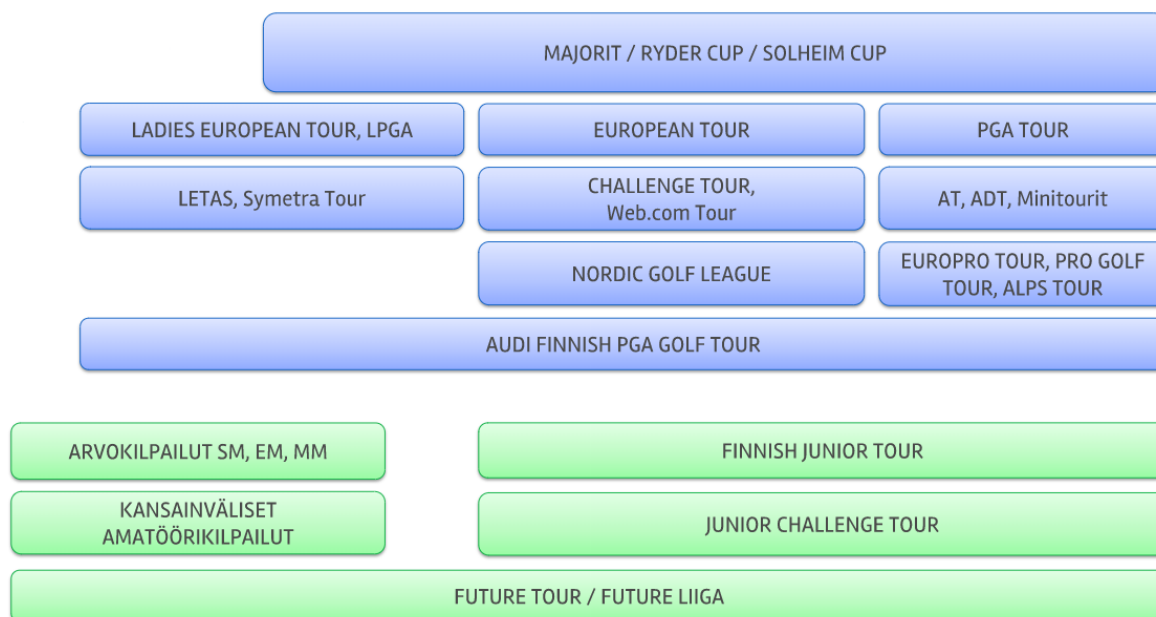 MAJORIT / RYDER CUP / SOLHEIM CUP
LADIES EUROPEAN TOUR, LPGA
EUROPEAN TOUR
PGA TOUR
LETAS, Symetra Tour
CHALLENGE TOUR,
Web.com Tour
AT, ADT, Minitourit
NORDIC GOLF LEAGUE
EUROPRO TOUR, PRO GOLF
TOUR, ALPS TOUR
AUDI FINNISH PGA GOLF TOUR
ARVOKILPAILUT SM, EM, MM
FINNISH JUNIOR TOUR
KANSAINVÄLISET
AMATÖÖRIKILPAILUT
JUNIOR CHALLENGE TOUR
FUTURE TOUR / FUTURE LIIGA